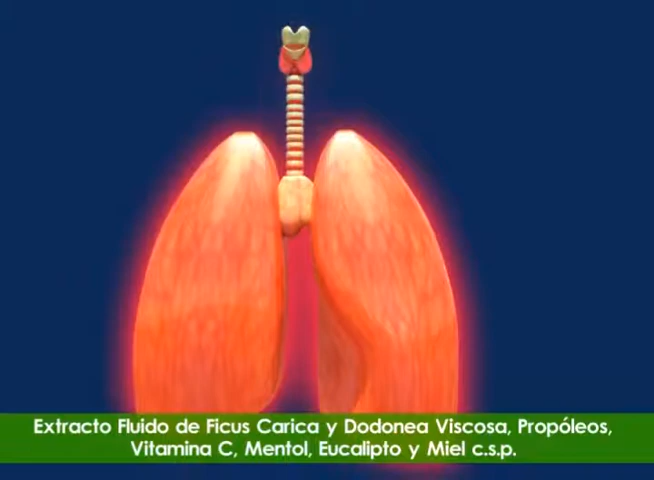 Extracto Fluido de Ficus Carica y Dodonea Viscosa, Propóleos,
Vitamina C, Mentol, Eucalipto y Miel c.s.p.